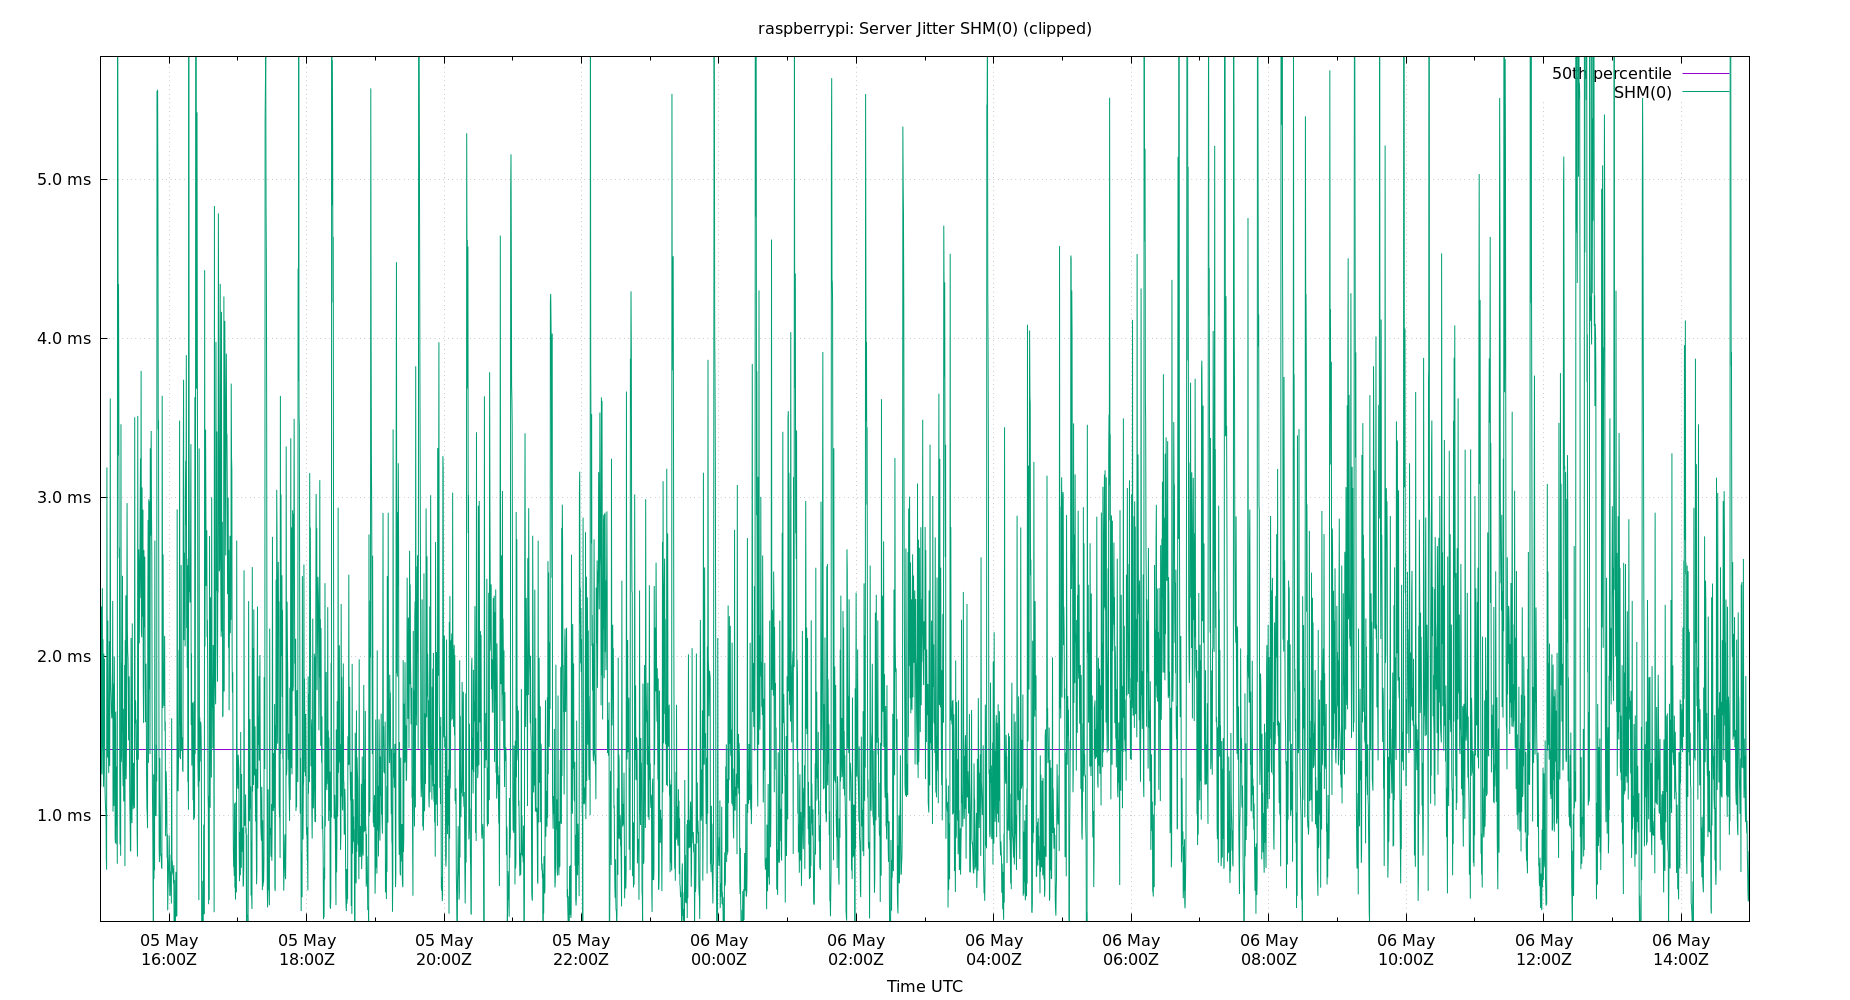 raspberrypi: Server Jitter SHM(0) (clipped)
50th percentile
SHM(0)
5.0 ms
4.0 ms
3.0 ms
2.0 ms
1.0 ms
05 May 05 May 05 May 05 May 06 May 06 May 06 May 06 May 06 May 06 May 06 May 06 May
16:00Z 18:00Z 20:00Z 22:00Z 00:00Z 02:00Z 04:00Z 06:00Z 08:00Z 10:00Z 12:00Z 14:00Z
Time UTC